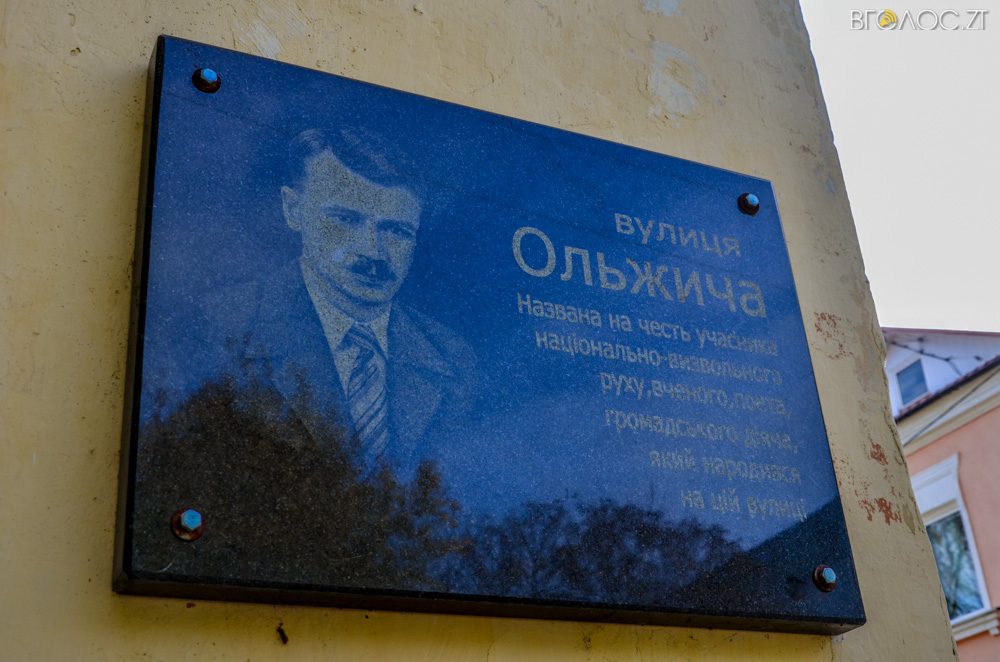 ВГОЛОС.ZT
вулиця
Ольжича
Названа на честь учасника
національно-визвольного
руху,вченого,поета,
громадського діяча,
який народився
на цій вулиці